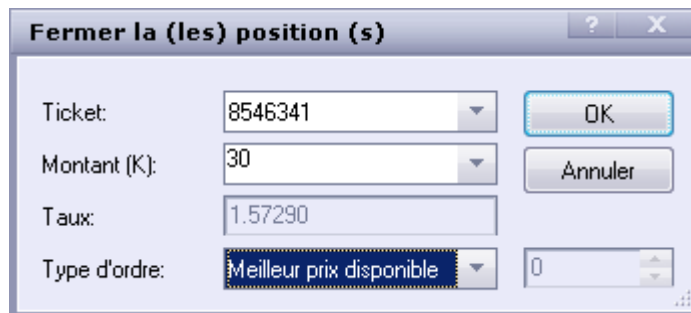 Fermer la (les) position (s)
? X
Ticket: 8546341 OK
Montant (K): 30 Annuler
Taux: 1.57290
Type d'ordre: Meilleur prix disponible 0